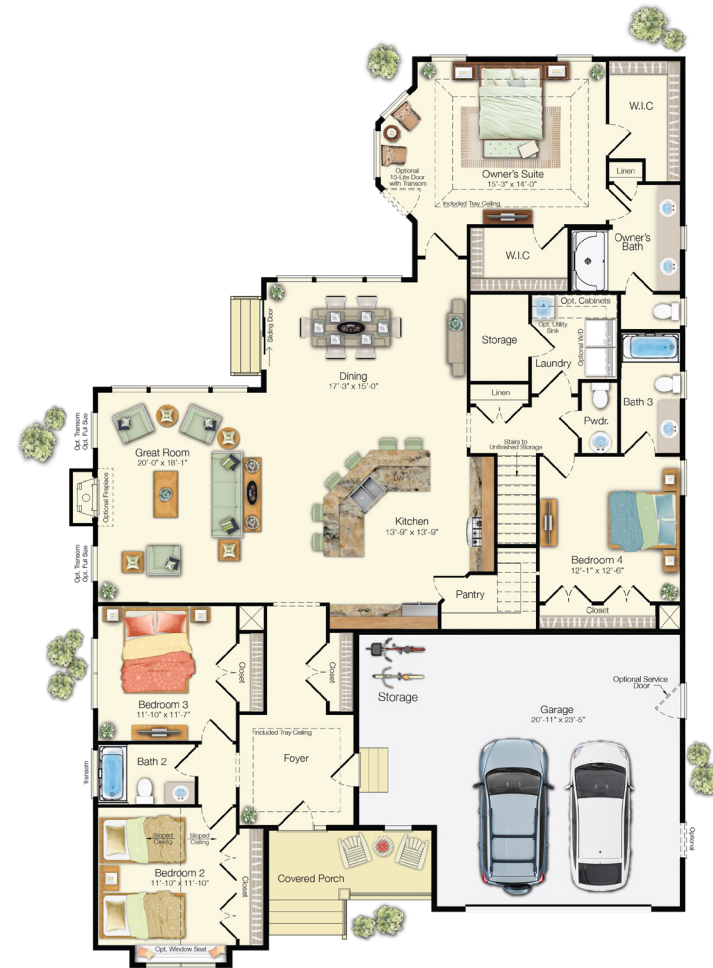 W.I.C
Optional
15-Lite Door
with Transom
Owner's Suite
15'-3" x 14'-0"
Linen
Included Tray Ceiling
Owner's
Bath
W.I.C
Sliding Door
Storage
Opt. Cabinets
Opt. Utility
Sink
Optional W/D
Laundry
Dining
17'-3" x 15'-0"
Linen
Bath 3
Pwdr.
Opt. Transom
Opt. Full Size
Great Room
20'-0" x 18'-1"
Stairs to
Unfinished Storage
Optional Fireplace
DW
Kitchen
13'-9" x 13'-9"
Opt. Transom
Opt. Full Size
Bedroom 4
12'-1" x 12'-6"
Pantry
Closet
Closet
Closet
Storage
Optional Service
Door
Bedroom 3
11'-10" x 11'-7"
Garage
20'-11" x 23'-5"
Included Tray Ceiling
Foyer
Transom
Bath 2
Sloped
Ceiling
Sloped
Ceiling
Optional
Bedroom 2
11'-10" x 11'-10"
Closet
Covered Porch
Opt. Window Seat